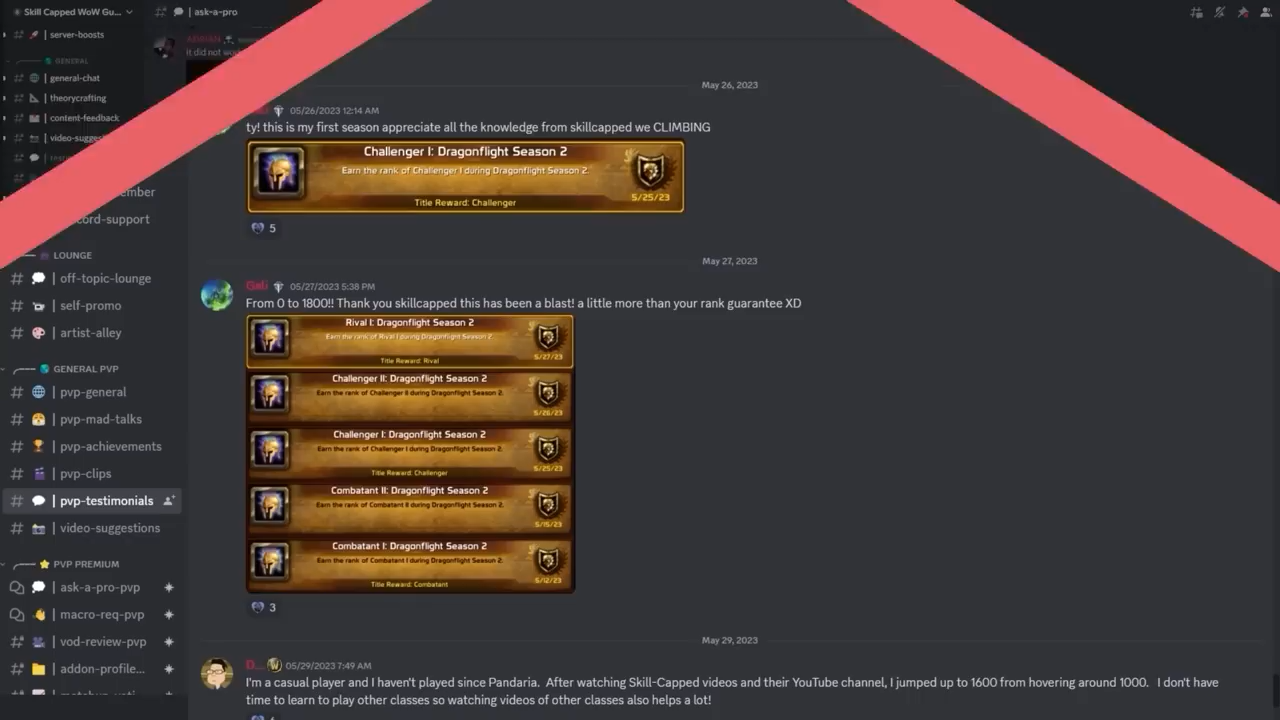 Skill Capped WoW Gu...
| ask-a-pro
| server-boosts
GENERAL
| general-chat
| theorycrafting
| content-feedback
LOUNGE
# | off-topic-lounge
# | self-promo
# | artist-alley
GENERAL PVP
# | pvp-general
# | pvp-mad-talks
# | pvp-achievements
# | pvp-clips
# | pvp-testimonials
# | video-suggestions
PVP PREMIUM
| ask-a-pro-pvp
| macro-req-pvp
| vod-review-pvp
| addon-profile...
it did not
May 26, 2023
05/26/2023 12:14 AM
ty! this is my first season appreciate all the knowledge from skillcapped we CLIMBING
Challenger I: Dragonflight Season 2
Earn the rank of Challenger I during Dragonflight Season 2.
Title Reward: Challenger
5/25/23
5
May 27, 2023
05/27/2023 5:38 PM
From 0 to 1800!! Thank you skillcapped this has been a blast! a little more than your rank guarantee XD
Rival I: Dragonflight Season 2
Earn the rank of Rival I during Dragonflight Season 2.
Title Reward: Rival
5/27/23
Challenger II: Dragonflight Season 2
Earn the rank of Challenger II during Dragonflight Season 2.
5/26/23
Challenger I: Dragonflight Season 2
Earn the rank of Challenger I during Dragonflight Season 2.
Title Reward: Challenger
5/25/23
Combatant II: Dragonflight Season 2
Earn the rank of Combatant II during Dragonflight Season 2.
5/15/23
Combatant I: Dragonflight Season 2
Earn the rank of Combatant I during Dragonflight Season 2.
Title Reward: Combatant
5/12/23
3
May 29, 2023
D... 05/29/2023 7:49 AM
I'm a casual player and I haven't played since Pandaria. After watching Skill-Capped videos and their YouTube channel, I jumped up to 1600 from hovering around 1000. I don't have
time to learn to play other classes so watching videos of other classes also helps a lot!